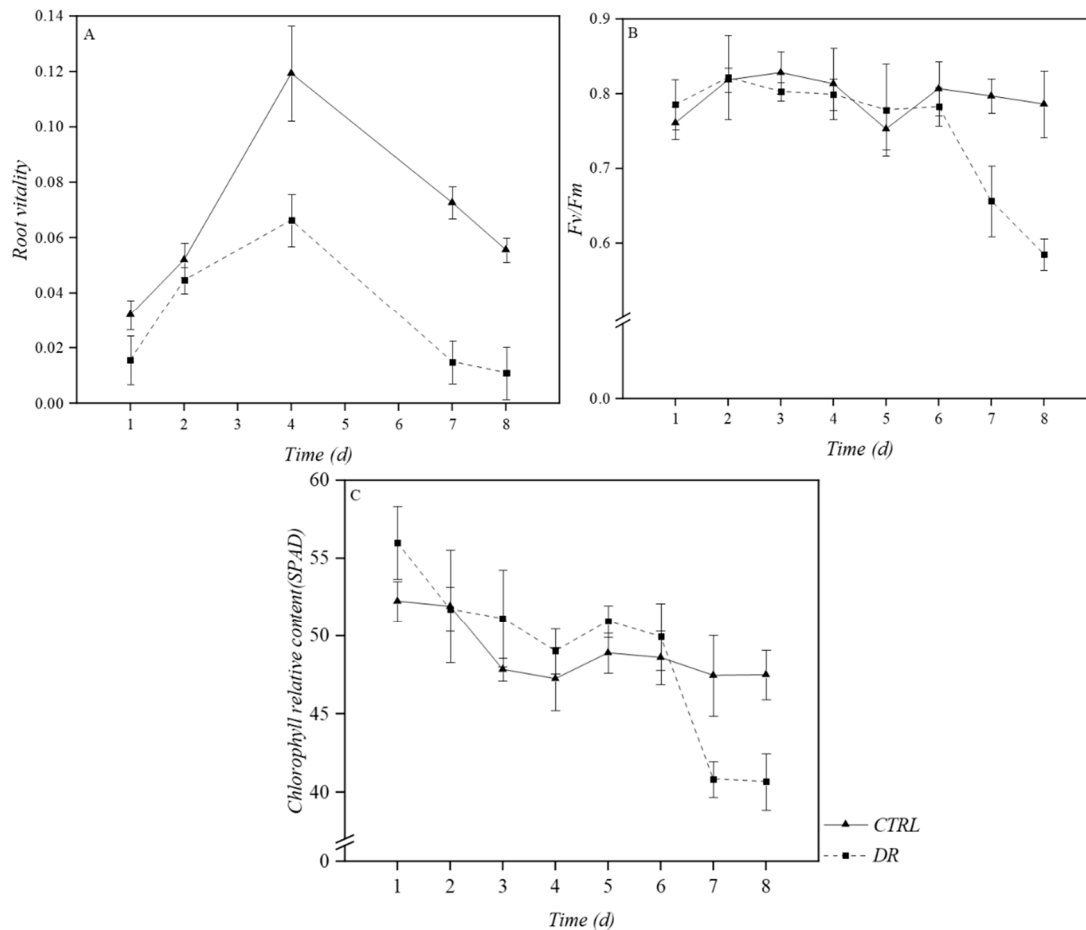 A
Root vitality
0.14
0.12
0.10
0.08
0.06
0.04
0.02
0.00
1 2 3 4 5 6 7 8
Time (d)
B
Fv/Fm
0.9
0.8
0.7
0.6
0.0
1 2 3 4 5 6 7 8
Time (d)
C
Chlorophyll relative content(SPAD)
60
55
50
45
40
0
1 2 3 4 5 6 7 8
Time (d)
CTRL
DR